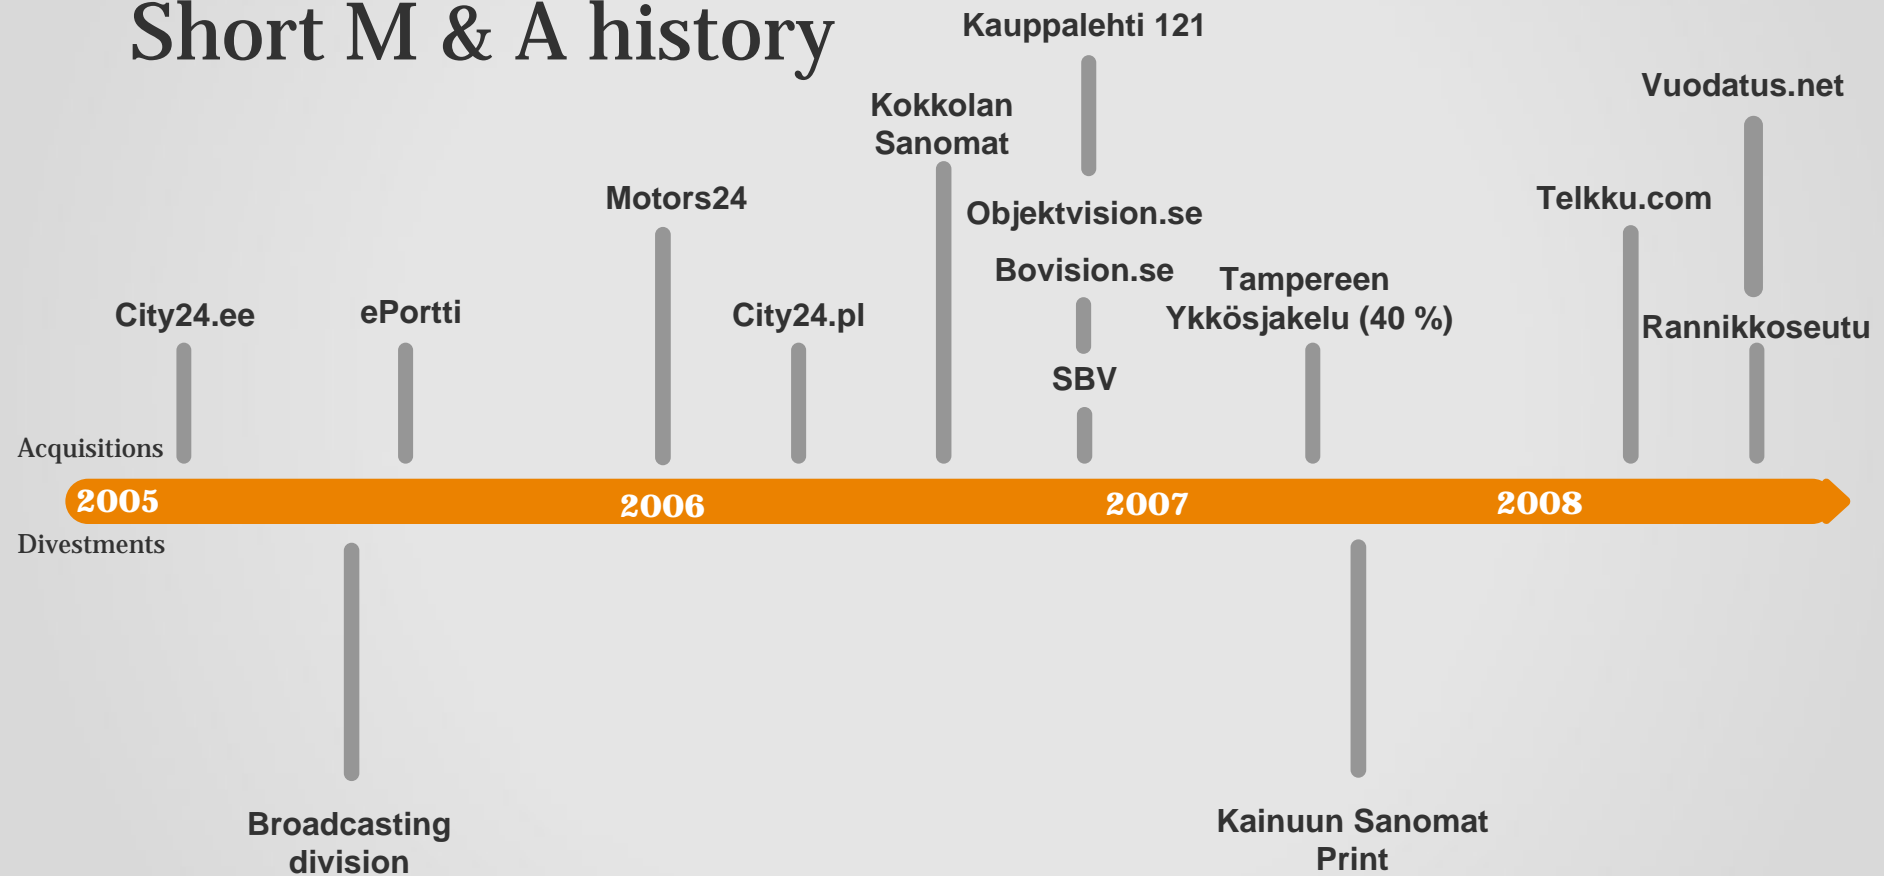 Short M & A history
Kauppalehti 121
Vuodatus.net
Kokkolan
Sanomat
Motors24
Objektvision.se
Telkku.com
Bovision.se
Tampereen
Ykkösjakelu (40 %)
City24.ee
ePortti
City24.pl
Rannikkoseutu
SBV
Acquisitions
2005
2006
2007
2008
Divestments
Broadcasting
division
Kainuun Sanomat
Print